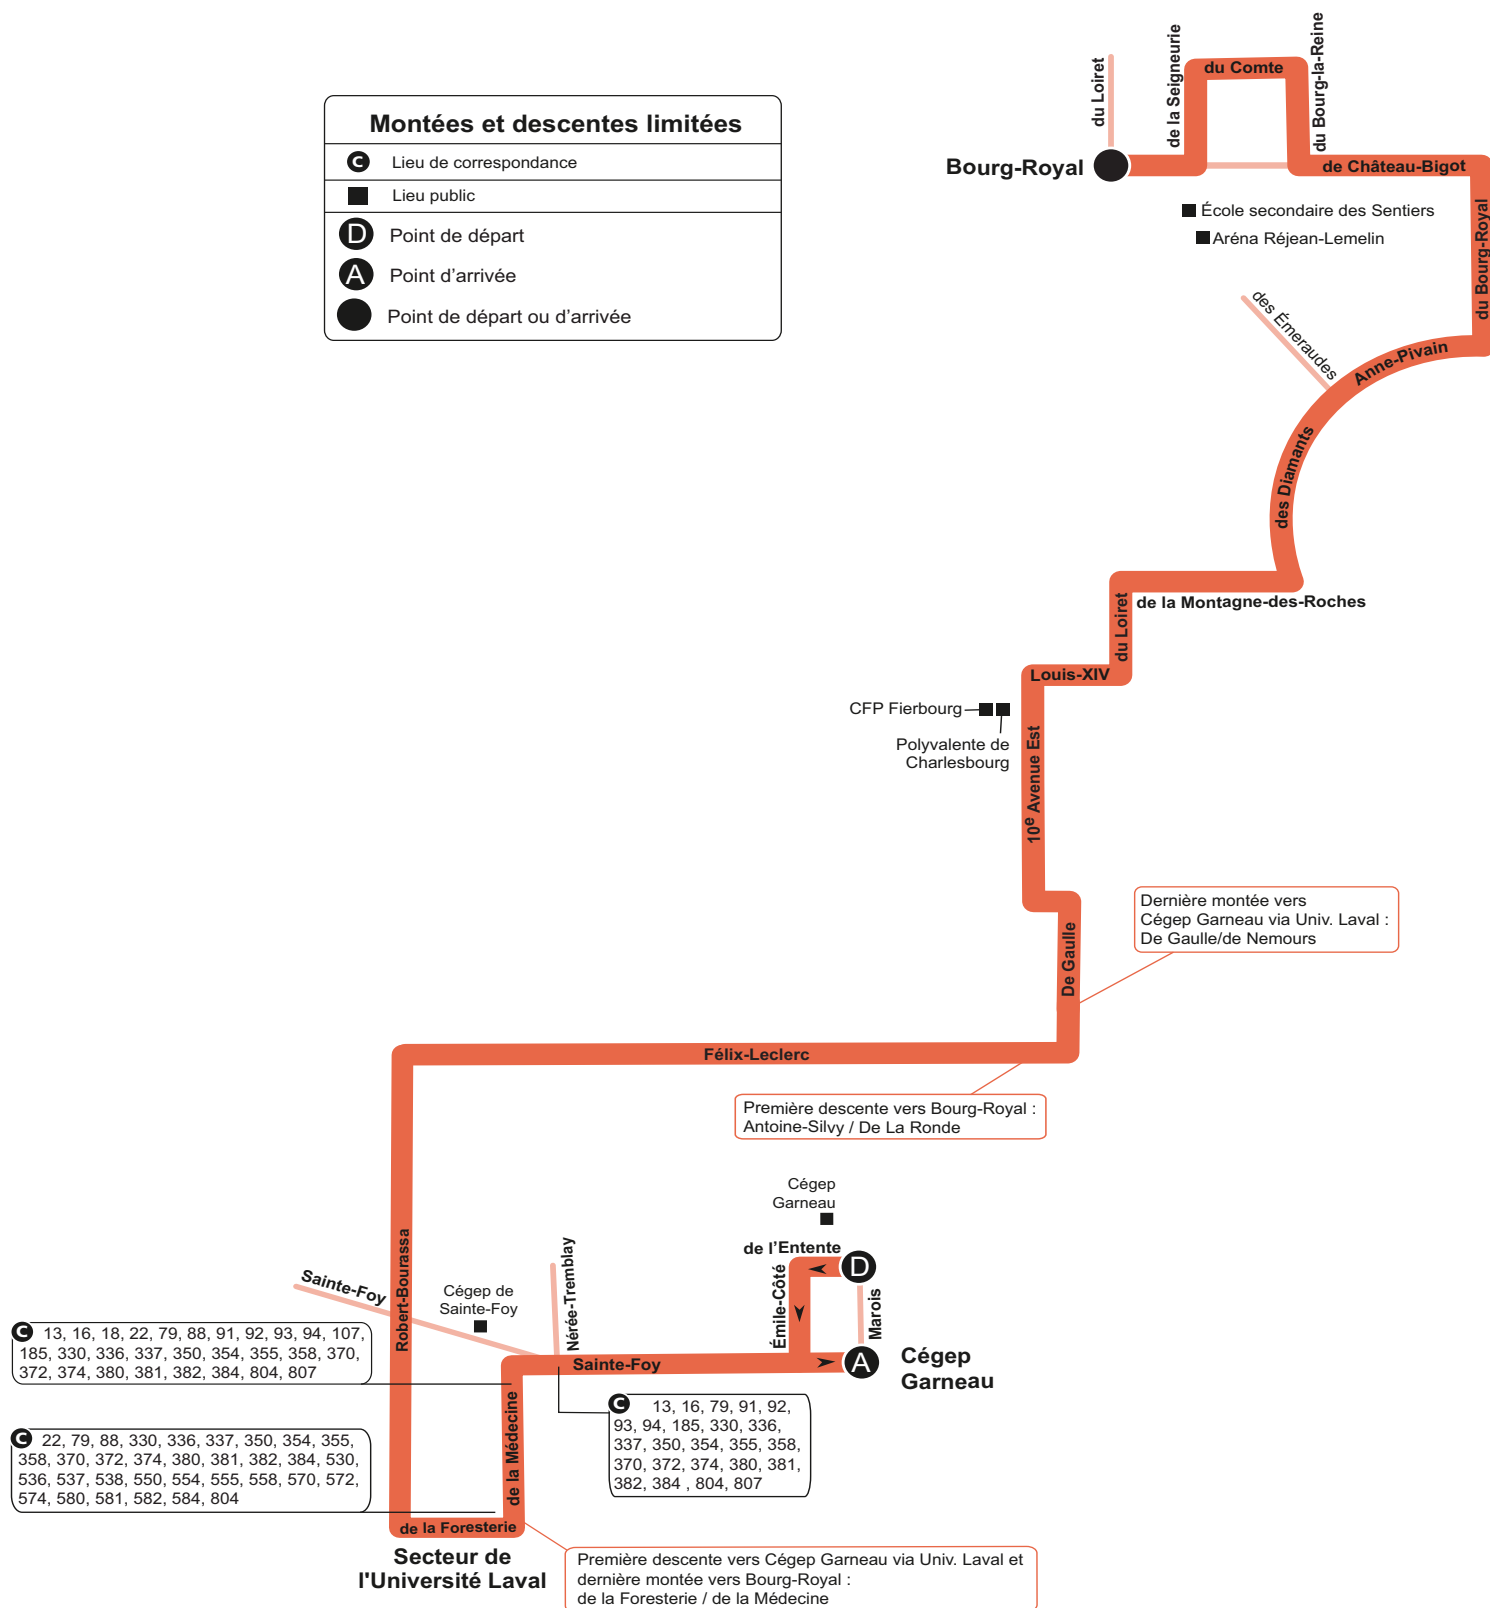 Montées et descentes limitées
C Lieu de correspondance
Lieu public
D Point de départ
A Point d'arrivée
Point de départ ou d'arrivée
du Loiret
de la Seigneurie
du Comte
du Bourg-la-Reine
Bourg-Royal
de Château-Bigot
École secondaire des Sentiers
Aréna Réjean-Lemelin
du Bourg-Royal
des Émeraudes
Anne-Pivain
des Diamants
de la Montagne-des-Roches
du Loiret
Louis-XIV
CFP Fierbourg
Polyvalente de
Charlesbourg
10e Avenue Est
De Gaulle
Dernière montée vers
Cégep Garneau via Univ. Laval :
De Gaulle/de Nemours
Félix-Leclerc
Première descente vers Bourg-Royal :
Antoine-Silvy / De La Ronde
Cégep
Garneau
de l'Entente
D
Émile-Côté
Marois
A
Cégep
Garneau
Robert-Bourassa
Sainte-Foy
Cégep de
Sainte-Foy
Nérée-Tremblay
Sainte-Foy
C 13, 16, 18, 22, 79, 88, 91, 92, 93, 94, 107,
185, 330, 336, 337, 350, 354, 355, 358, 370,
372, 374, 380, 381, 382, 384, 804, 807
C 13, 16, 79, 91, 92,
93, 94, 185, 330, 336,
337, 350, 354, 355, 358,
370, 372, 374, 380, 381,
382, 384 , 804, 807
de la Médecine
C 22, 79, 88, 330, 336, 337, 350, 354, 355,
358, 370, 372, 374, 380, 381, 382, 384, 530,
536, 537, 538, 550, 554, 555, 558, 570, 572,
574, 580, 581, 582, 584, 804
de la Foresterie
Secteur de
l'Université Laval
Première descente vers Cégep Garneau via Univ. Laval et
dernière montée vers Bourg-Royal :
de la Foresterie / de la Médecine